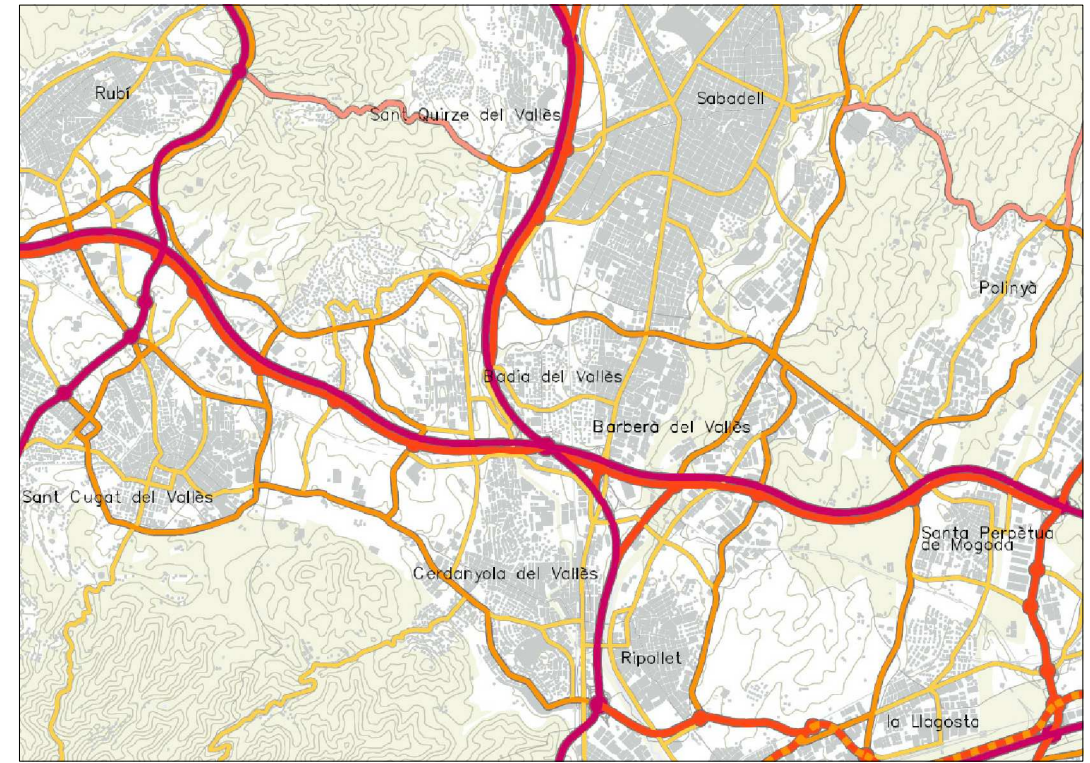 Rubí
Sabadell
Sant Quirze del Vallès
Polinyà
Badia del Vallès
Barberà del Vallès
Sant Cugat del Vallès
Santa Perpètua
de Mogoda
Cerdanyola del Vallès
Ripollet
la Llagosta